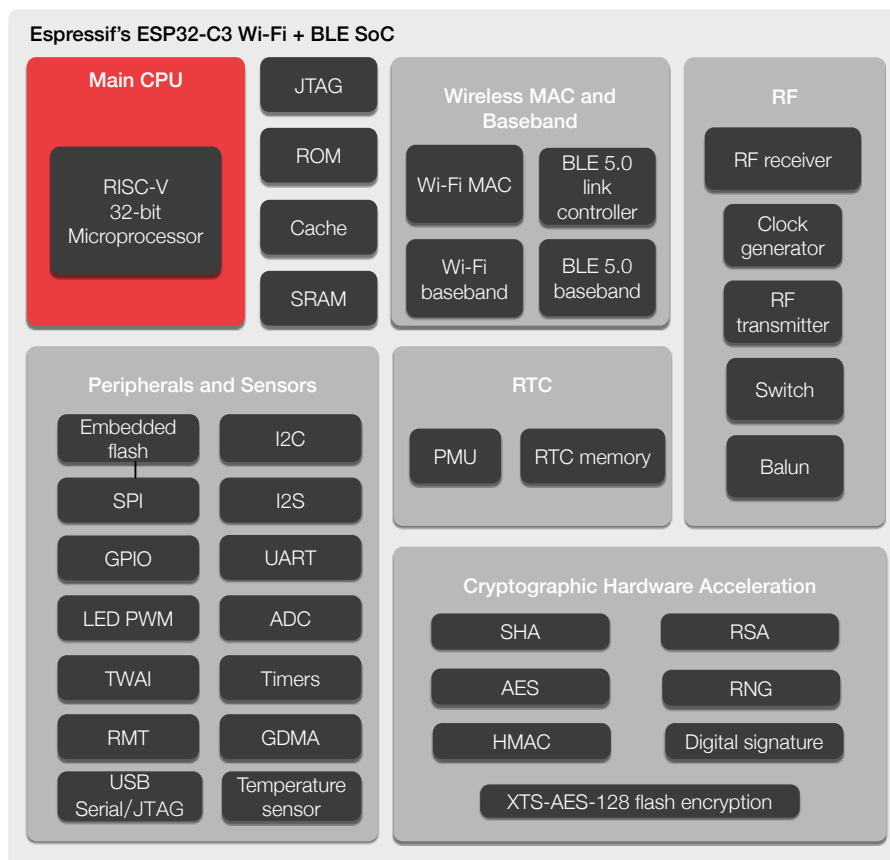 Espressif's ESP32-C3 Wi-Fi + BLE SoC
Main CPU
RISC-V
32-bit
Microprocessor
JTAG
ROM
Cache
SRAM
Wireless MAC and
Baseband
Wi-Fi MAC
BLE 5.0
link
controller
Wi-Fi
baseband
BLE 5.0
baseband
RF
RF receiver
Clock
generator
RF
transmitter
Switch
Balun
Peripherals and Sensors
Embedded
flash
I2C
SPI
I2S
GPIO
UART
LED PWM
ADC
TWAI
Timers
RMT
GDMA
USB
Serial/JTAG
Temperature
sensor
RTC
PMU
RTC memory
Cryptographic Hardware Acceleration
SHA
RSA
AES
RNG
HMAC
Digital signature
XTS-AES-128 flash encryption